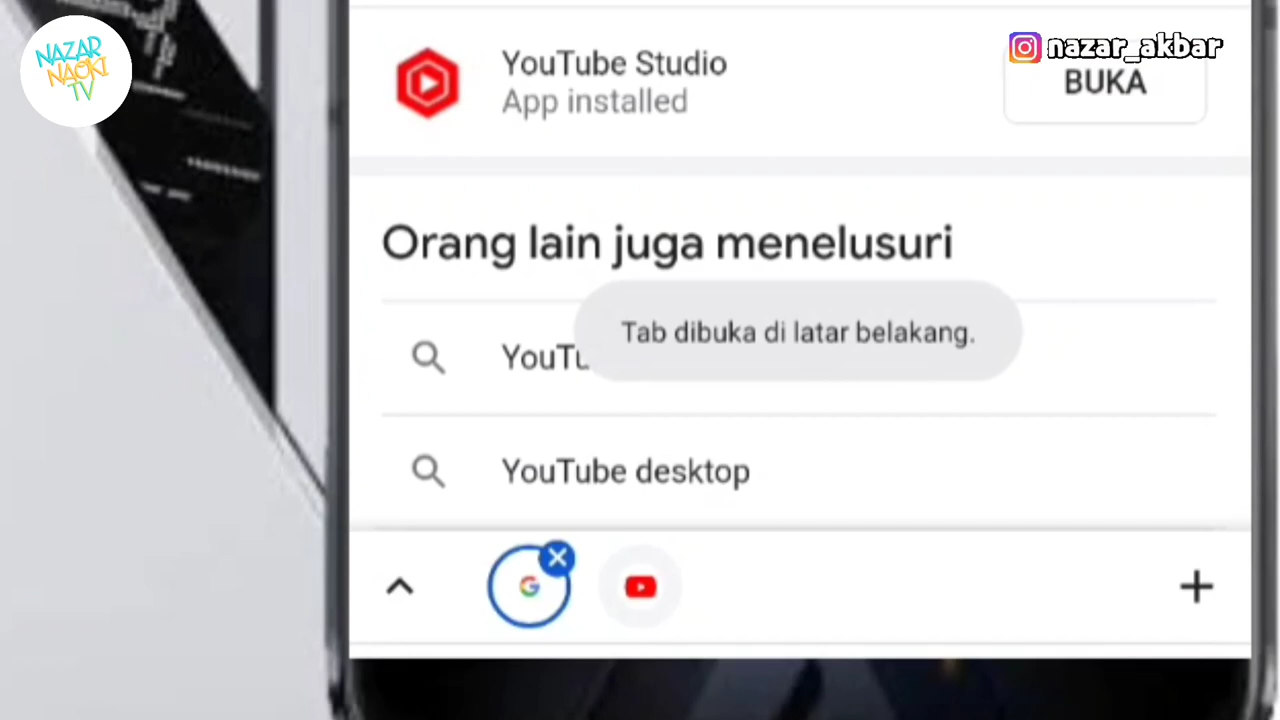 NAZAR
NAOKI
TV
nazar_akbar
YouTube Studio
App installed
BUKA
Orang lain juga menelusuri
Tab dibuka di latar belakang.
YouTu
YouTube desktop